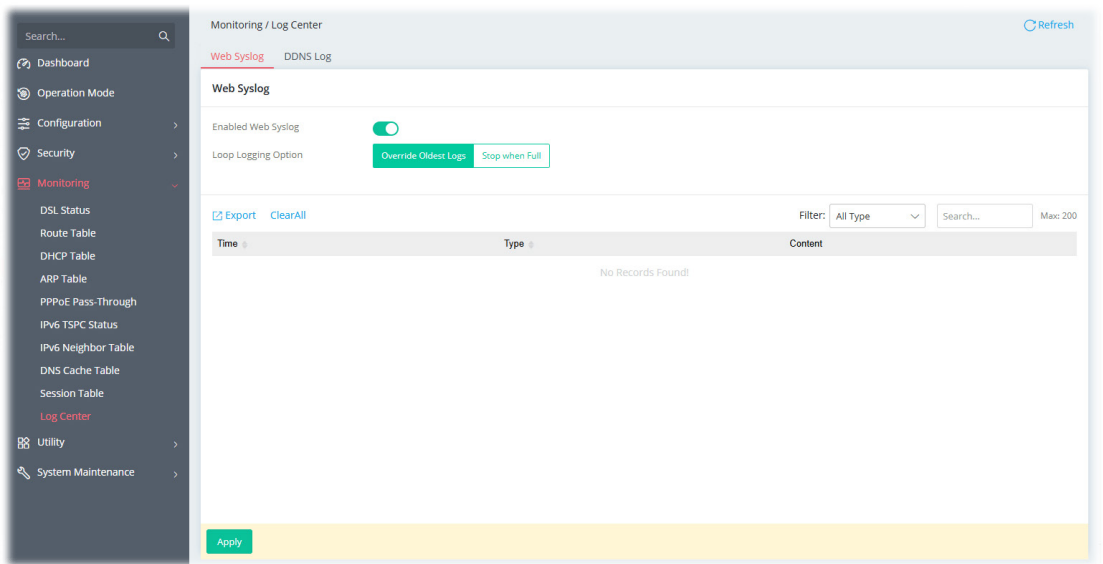 Search...
Dashboard
Operation Mode
Configuration
Security
Monitoring
DSL Status
Route Table
DHCP Table
ARP Table
PPPoE Pass-Through
IPv6 TSPC Status
IPv6 Neighbor Table
DNS Cache Table
Session Table
Log Center
Utility
System Maintenance
Monitoring / Log Center
Refresh
Web Syslog DDNS Log
Web Syslog
Enabled Web Syslog
Loop Logging Option Override Oldest Logs Stop when Full
Export ClearAll Filter: All Type Search... Max: 200
Time Type Content
No Records Found!
Apply